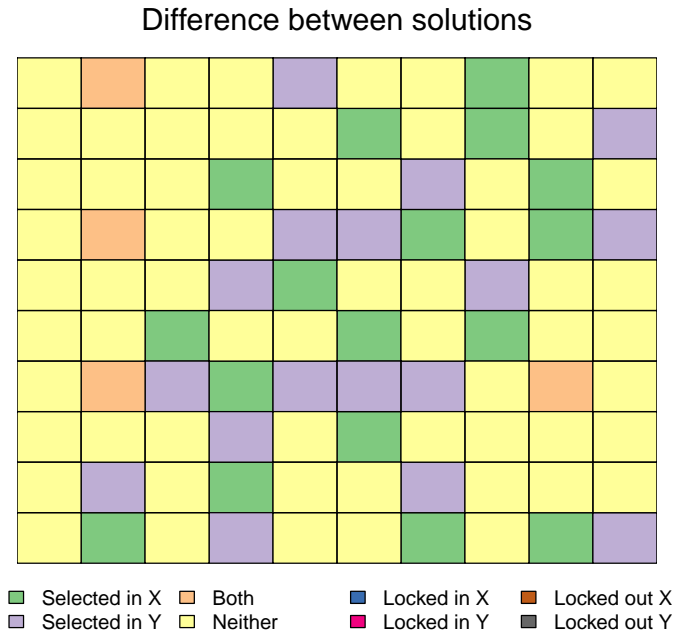 Difference between solutions
Selected in X Both Locked in X Locked out X
Selected in Y Neither Locked in Y Locked out Y